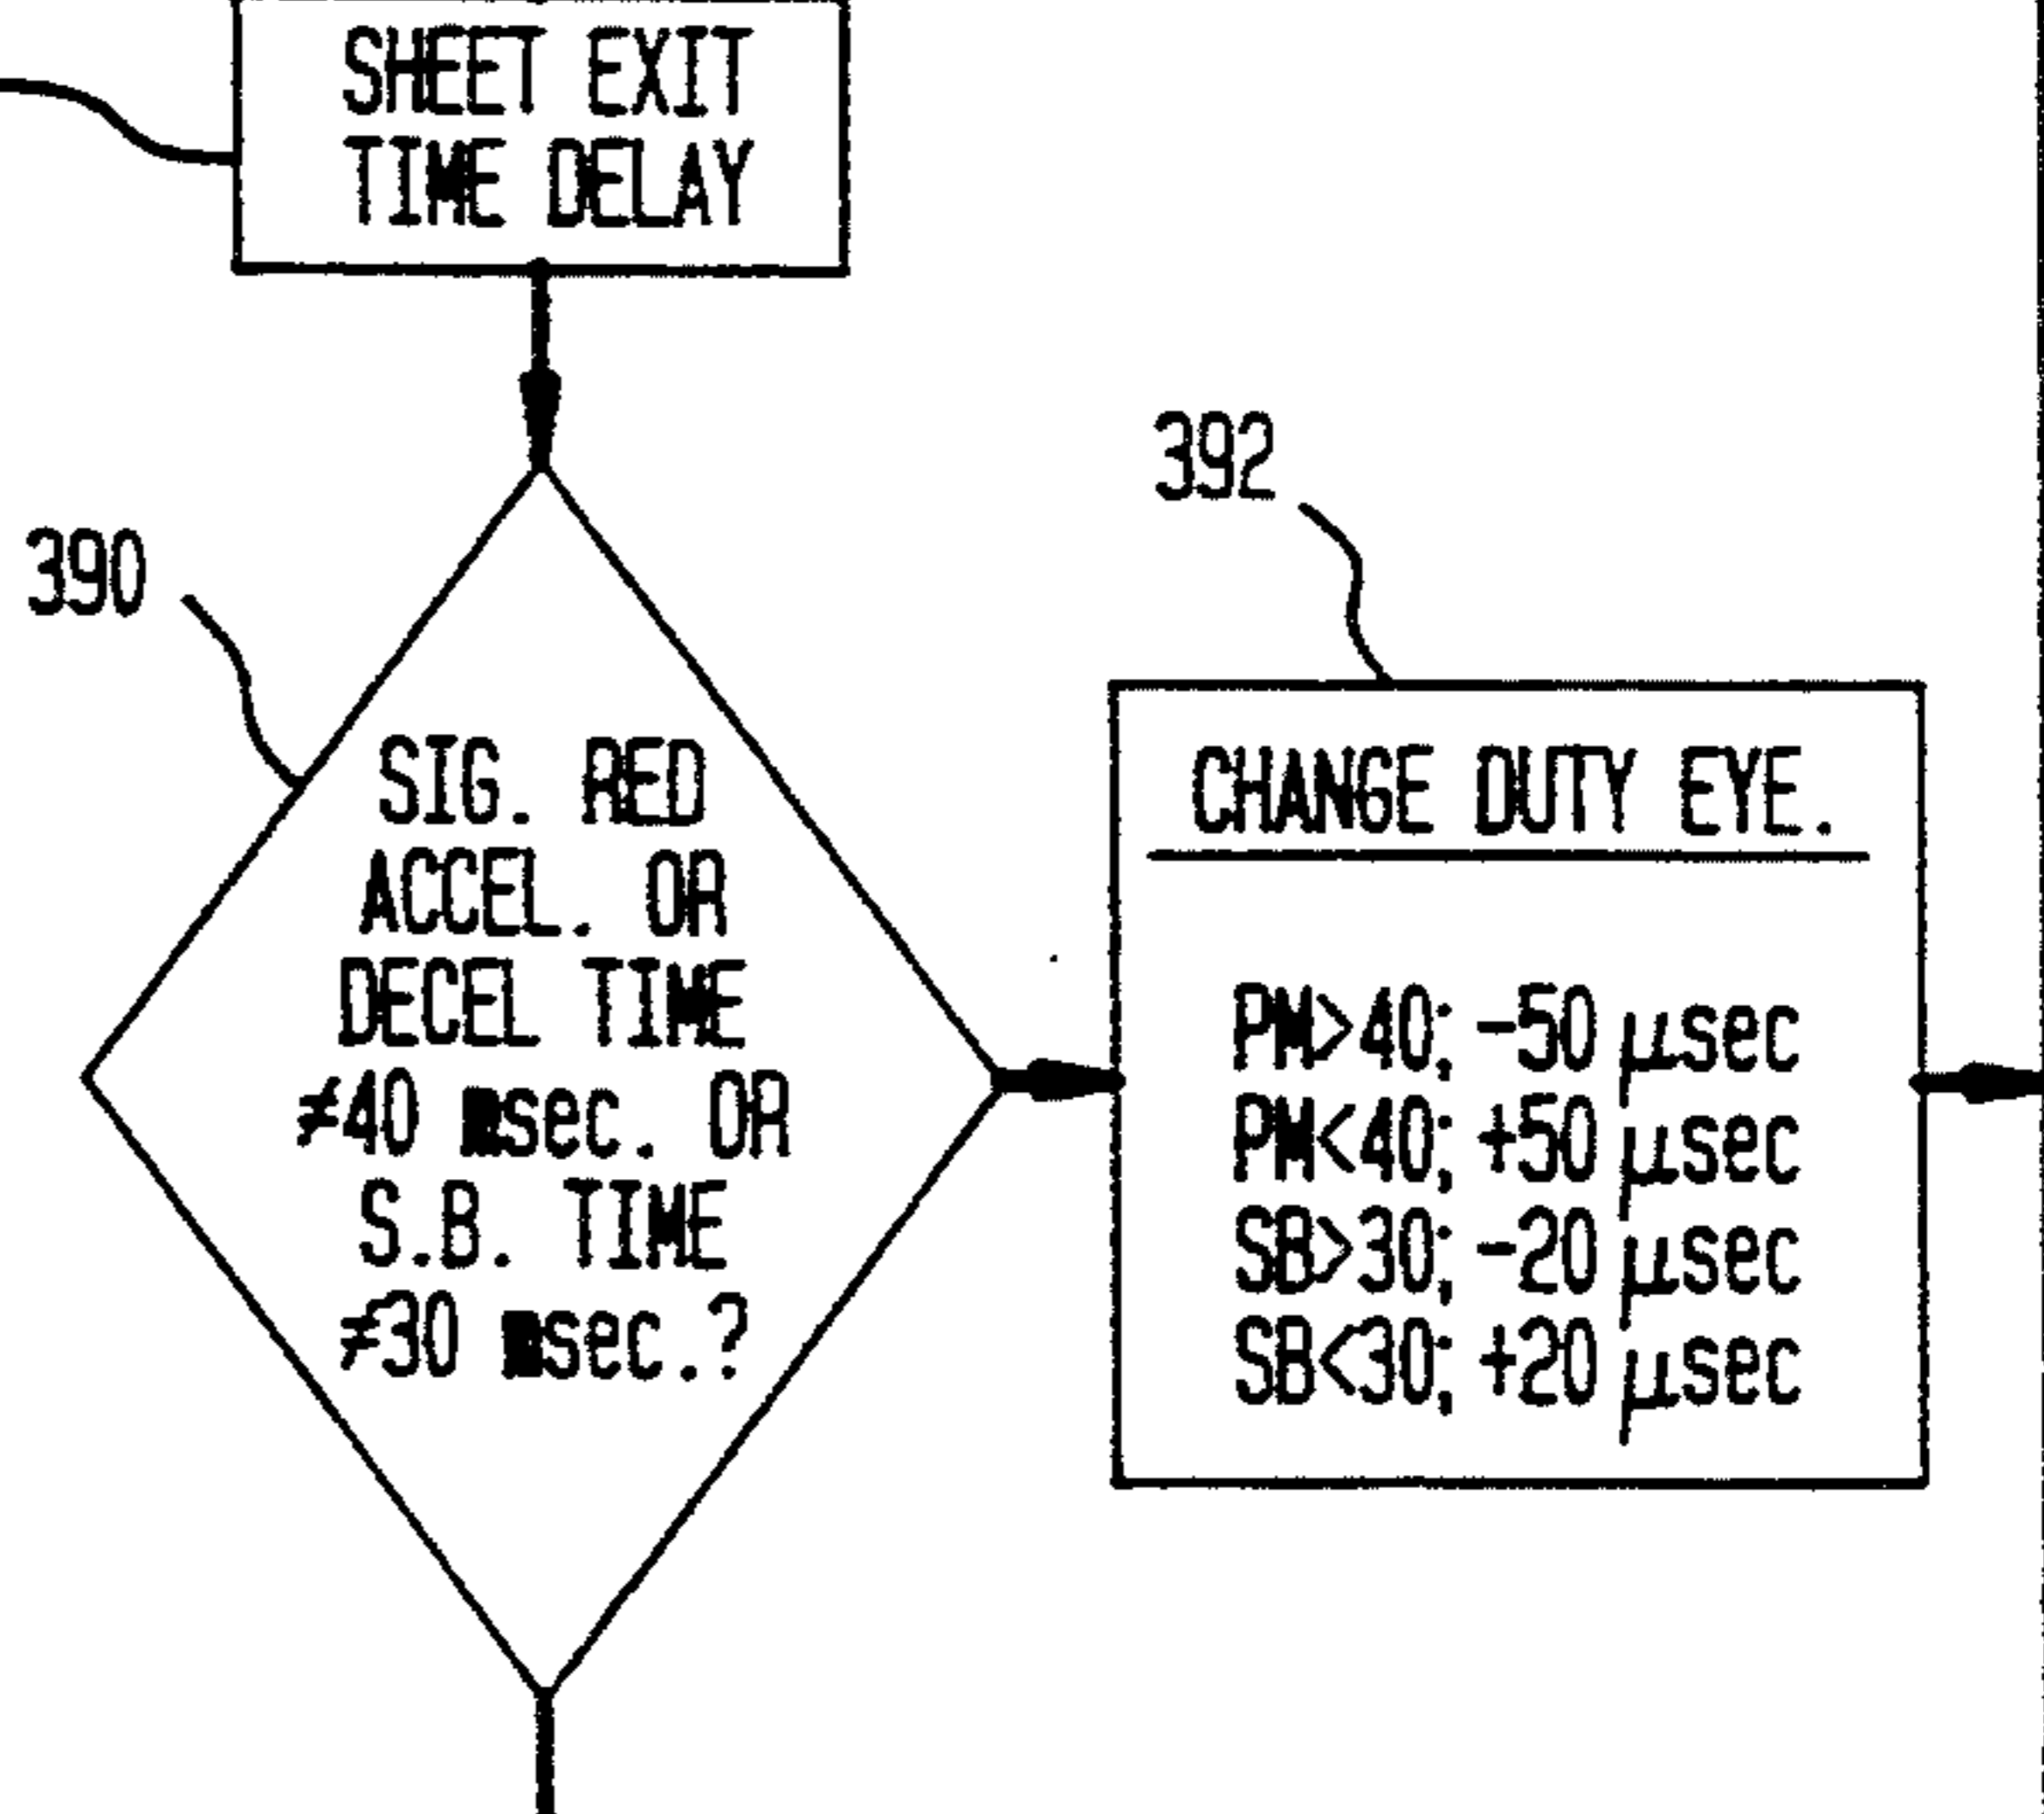 SHEET EXIT
TIME DELAY
392
390
SIG. RED
ACCEL. OR
DECEL TIME
≠40 msec. OR
S.B. TIME
≠30 msec.?
CHANGE DUTY EYE.
PM>40; -50 μsec
PM<40; +50 μsec
SB>30; -20 μsec
SB<30; +20 μsec